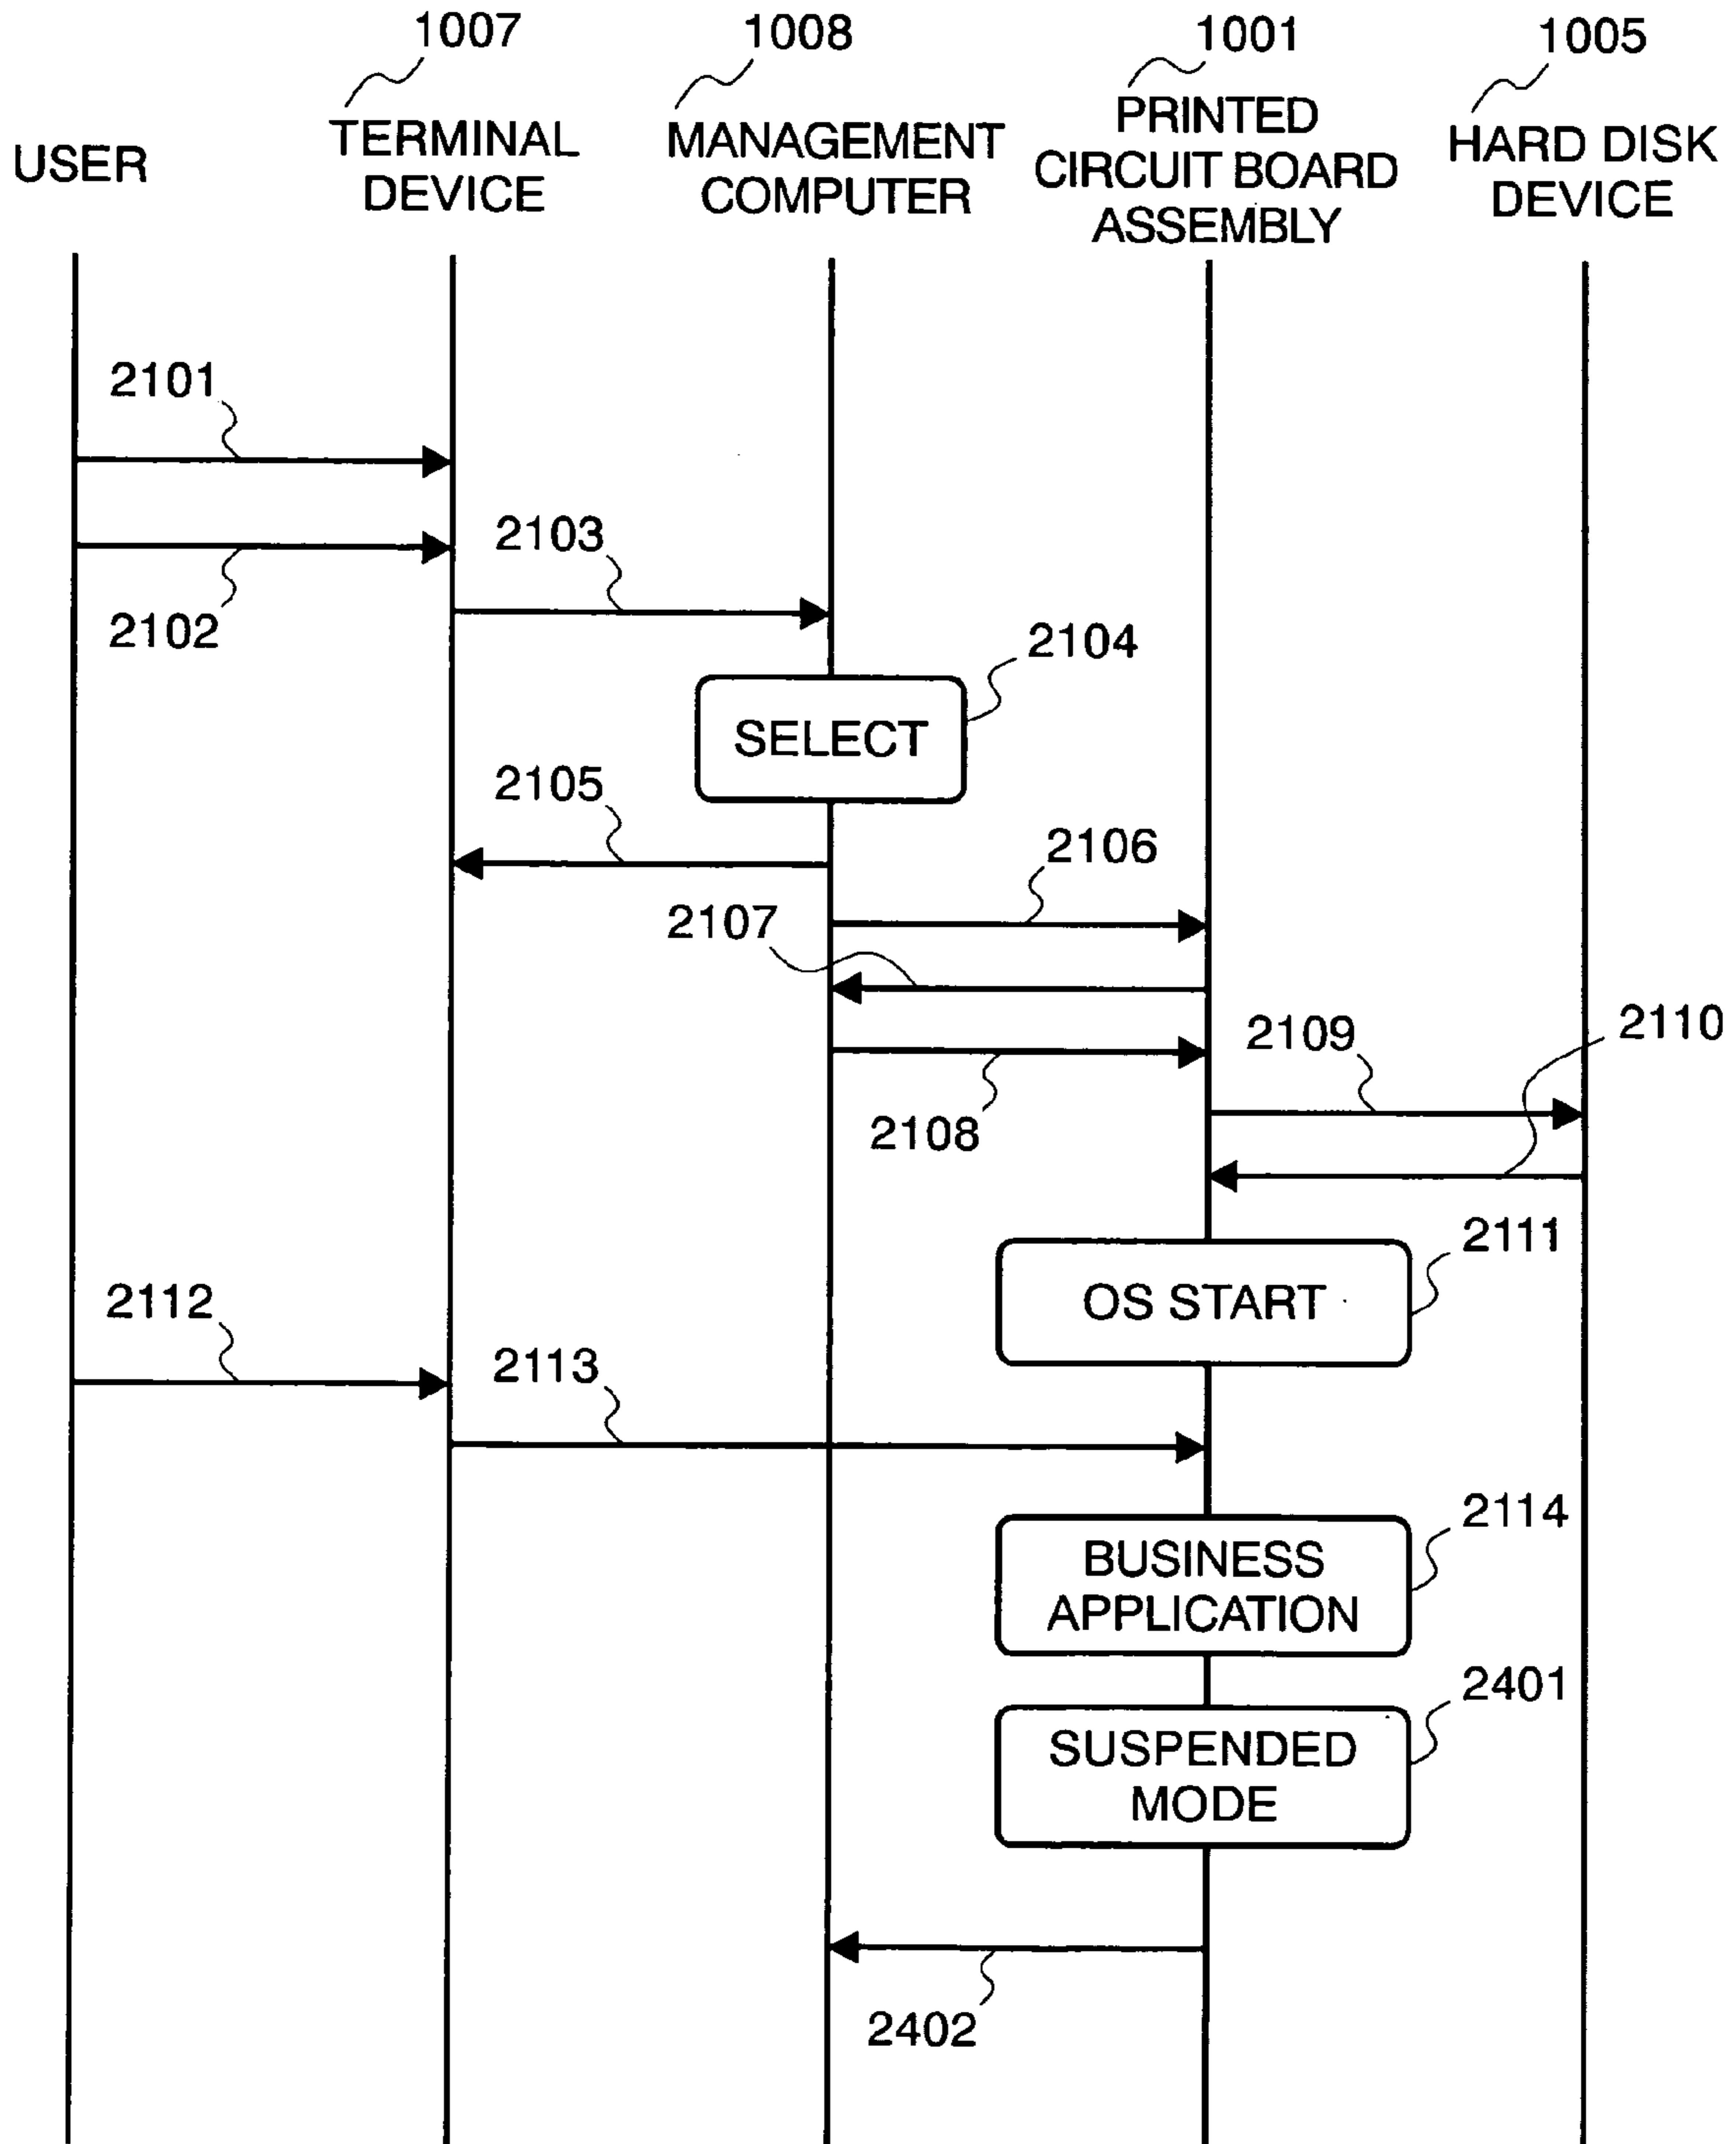 1007
1008
1001
1005
USER
TERMINAL
DEVICE
MANAGEMENT
COMPUTER
PRINTED
CIRCUIT BOARD
ASSEMBLY
HARD DISK
DEVICE
2101
2102
2103
2104
SELECT
2105
2106
2107
2108
2109
2110
2111
OS START
2112
2113
2114
BUSINESS
APPLICATION
2401
SUSPENDED
MODE
2402